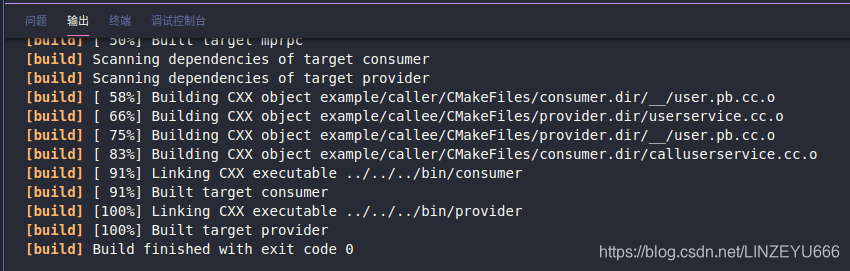 问题 输出 终端 调试控制台
[build] [ 50%] Built target mprpc
[build] Scanning dependencies of target consumer
[build] Scanning dependencies of target provider
[build] [ 58%] Building CXX object example/caller/CMakeFiles/consumer.dir/__/user.pb.cc.o
[build] [ 66%] Building CXX object example/callee/CMakeFiles/provider.dir/userservice.cc.o
[build] [ 75%] Building CXX object example/callee/CMakeFiles/provider.dir/__/user.pb.cc.o
[build] [ 83%] Building CXX object example/caller/CMakeFiles/consumer.dir/calluserservice.cc.o
[build] [ 91%] Linking CXX executable ../../../bin/consumer
[build] [ 91%] Built target consumer
[build] [100%] Linking CXX executable ../../../bin/provider
[build] [100%] Built target provider
[build] Build finished with exit code 0
https://blog.csdn.net/LINZEYU666